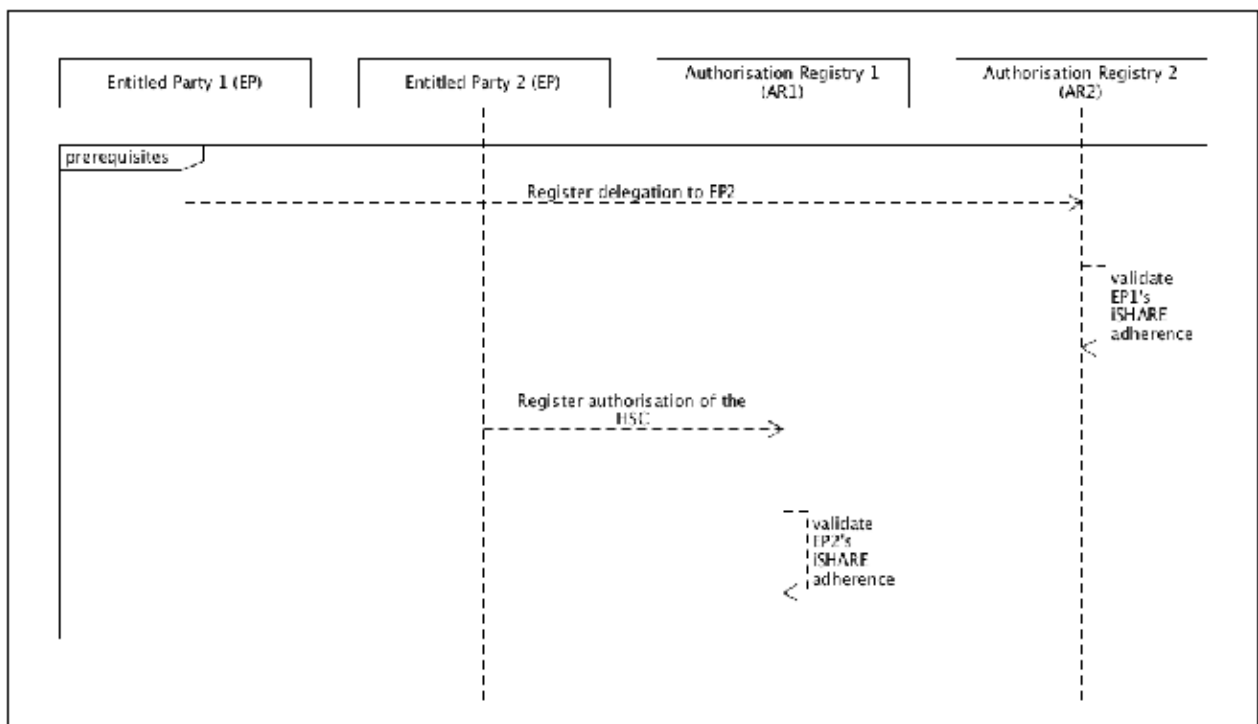 Entitled Party 1 (EP)
Entitled Party 2 (EP)
Authorisation Registry 1
(AR1)
Authorisation Registry 2
(AR2)
prerequisites
Register delegation to EP2
validate
EP1's
iSHARE
adherence
Register authorisation of the
HSC
validate
EP2's
iSHARE
adherence